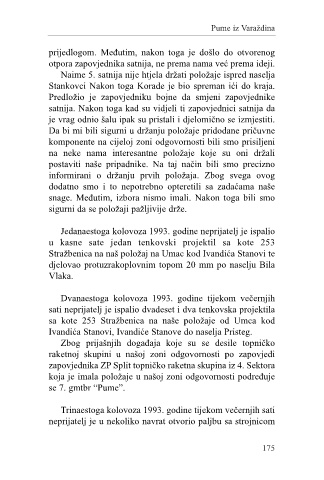 Pume iz Varaždina
prijedlogom. Međutim, nakon toga je došlo do otvorenog
otpora zapovjednika satnija, ne prema nama već prema ideji.
Naime 5. satnija nije htjela držati položaje ispred naselja
Stankovci Nakon toga Korade je bio spreman ići do kraja.
Predložio je zapovjedniku bojne da smjeni zapovjednike
satnija. Nakon toga kad su vidjeli ti zapovjednici satnija da
je vrag odnio šalu ipak su pristali i djelomično se izmjestiti.
Da bi mi bili sigurni u držanju položaje pridodane pričuvne
komponente na cijeloj zoni odgovornosti bili smo prisiljeni
na neke nama interesantne položaje koje su oni držali
postaviti naše pripadnike. Na taj način bili smo precizno
informirani o držanju prvih položaja. Zbog svega ovog
dodatno smo i to nepotrebno opteretili sa zadaćama naše
snage. Međutim, izbora nismo imali. Nakon toga bili smo
sigurni da se položaji pažljivije drže.
Jedanaestoga kolovoza 1993. godine neprijatelj je ispalio
u kasne sate jedan tenkovski projektil sa kote 253
Stražbenica na naš položaj na Umac kod Ivandića Stanovi te
djelovao protuzrakoplovnim topom 20 mm po naselju Bila
Vlaka.
Dvanaestoga kolovoza 1993. godine tijekom večernjih
sati neprijatelj je ispalio dvadeset i dva tenkovska projektila
sa kote 253 Stražbenica na naše položaje od Umca kod
Ivandića Stanovi, Ivandiće Stanove do naselja Pristeg.
Zbog prijašnjih događaja koje su se desile topničko
raketnoj skupini u našoj zoni odgovornosti po zapovjedi
zapovjednika ZP Split topničko raketna skupina iz 4. Sektora
koja je imala položaje u našoj zoni odgovornosti podređuje
se 7. gmtbr “Pume”.
Trinaestoga kolovoza 1993. godine tijekom večernjih sati
neprijatelj je u nekoliko navrat otvorio paljbu sa strojnicom
175